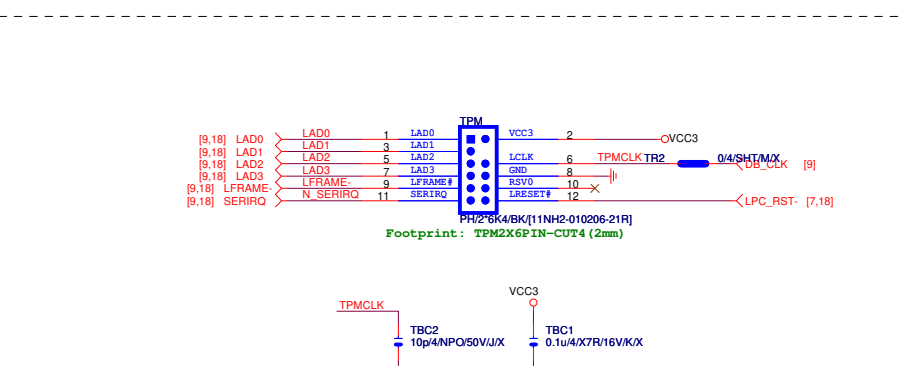 TPM
[9,18] LAD0 LAD0 1 LAD0 VCC3 2 VCC3
[9,18] LAD1 LAD1 3 LAD1
[9,18] LAD2 LAD2 5 LAD2 LCLK 6 TPMCLK TR2 0/4/SHT/M/X DB_CLK [9]
[9,18] LAD3 LAD3 7 LAD3 GND 8
[9,18] LFRAME- LFRAME- 9 LFRAME# RSV0 10
[9,18] SERIRQ N_SERIRQ 11 SERIRQ LRESET# 12 LPC_RST- [7,18]
PH/2*6K4/BK/[11NH2-010206-21R]
Footprint: TPM2X6PIN-CUT4(2mm)
VCC3
TPMCLK
TBC2 TBC1
10p/4/NPO/50V/J/X 0.1u/4/X7R/16V/K/X